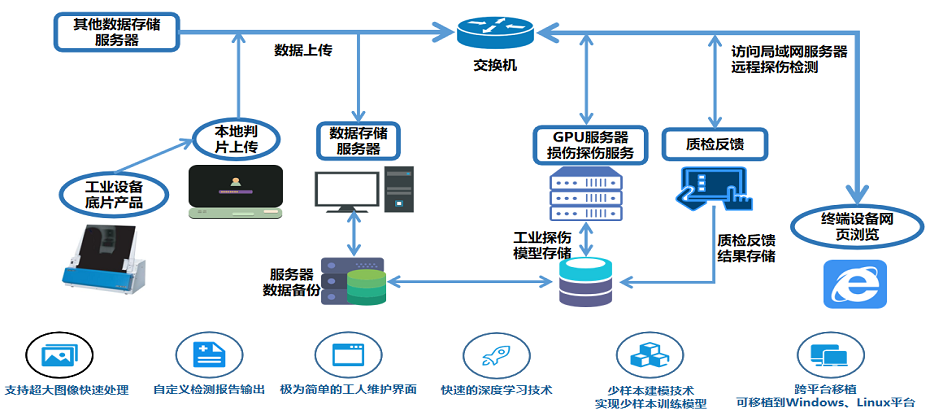 其他数据存储
服务器
数据上传
交换机
访问局域网服务器
远程探伤检测
本地判
片上传
数据存储
服务器
GPU服务器
损伤探伤服务
质检反馈
工业设备
底片产品
终端设备网
页浏览
工业探伤
模型存储
质检反馈
结果存储
服务器
数据备份
支持超大图像快速处理
自定义检测报告输出
极为简单的工人维护界面
快速的深度学习技术
少样本建模技术
实现少样本训练模型
跨平台移植
可移植到Windows、Linux平台